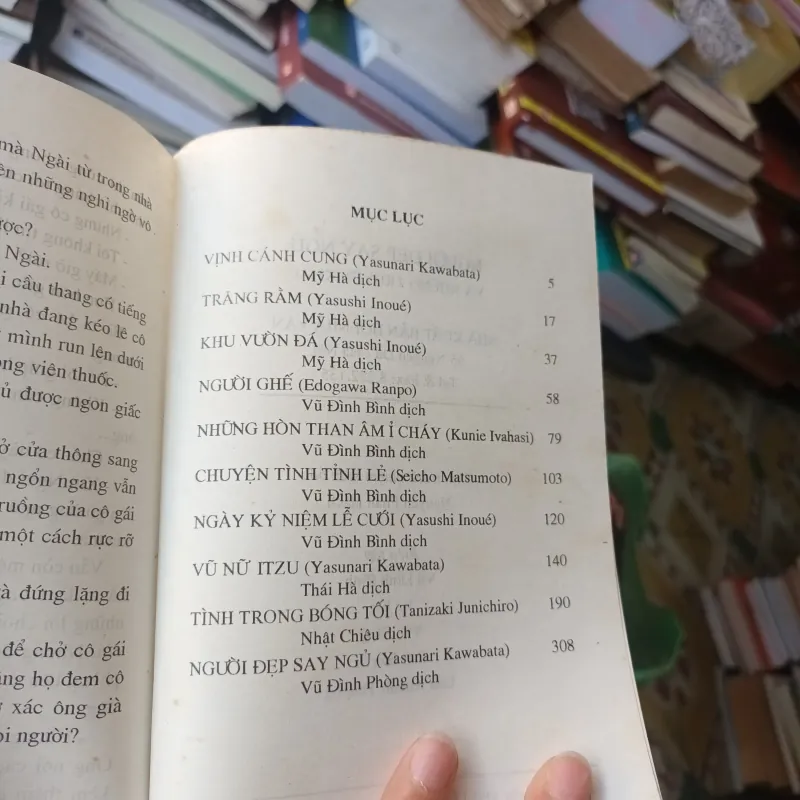 mà Ngài từ trong nhà
ên những nghi ngờ vô
ược?
Ngài.
i cầu thang có tiếng
nhà đang kéo lê cô
mình run lên dưới
ng viên thuốc.
ủ được ngon giấc
ở cửa thông sang
ngổn ngang vẫn
ruồng của cô gái
một cách rực rỡ
à đứng lặng đi
để chở cô gái
ăng họ đem cô
xác ông già
ọi người?
MỤC LỤC
VỊNH CÁNH CUNG (Yasunari Kawabata) 5
Mỹ Hà dịch
TRĂNG RẰM (Yasushi Inoué) 17
Mỹ Hà dịch
KHU VƯỜN ĐÁ (Yasushi Inoué) 37
Mỹ Hà dịch
NGƯỜI GHẾ (Edogawa Ranpo) 58
Vũ Đình Bình dịch
NHỮNG HÒN THAN ÂM Ỉ CHÁY (Kunie Ivahasi) 79
Vũ Đình Bình dịch
CHUYỆN TÌNH TỈNH LẺ (Seicho Matsumoto) 103
Vũ Đình Bình dịch
NGÀY KỶ NIỆM LỄ CƯỚI (Yasushi Inoué) 120
Vũ Đình Bình dịch
VŨ NỮ ITZU (Yasunari Kawabata) 140
Thái Hà dịch
TÌNH TRONG BÓNG TỐI (Tanizaki Junichiro) 190
Nhật Chiêu dịch
NGƯỜI ĐẸP SAY NGỦ (Yasunari Kawabata) 308
Vũ Đình Phòng dịch